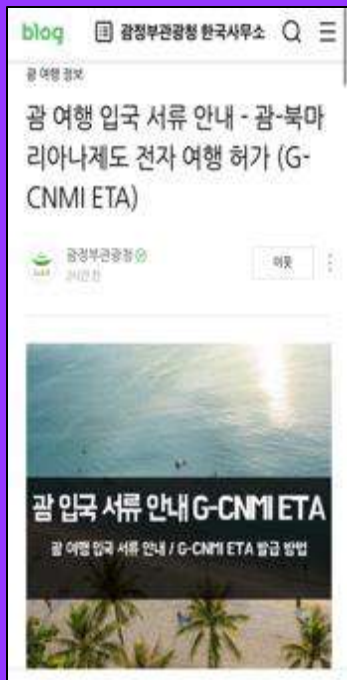 blog 괌정부관광청 한국사무소
괌 여행 정보
괌 여행 입국 서류 안내 - 괌-북마
리아나제도 전자 여행 허가 (G-
CNMI ETA)
괌정부관광청
이웃
괌 입국 서류 안내 G-CNMI ETA
괌 여행 입국 서류 안내 / G-CNMI ETA 발급 방법